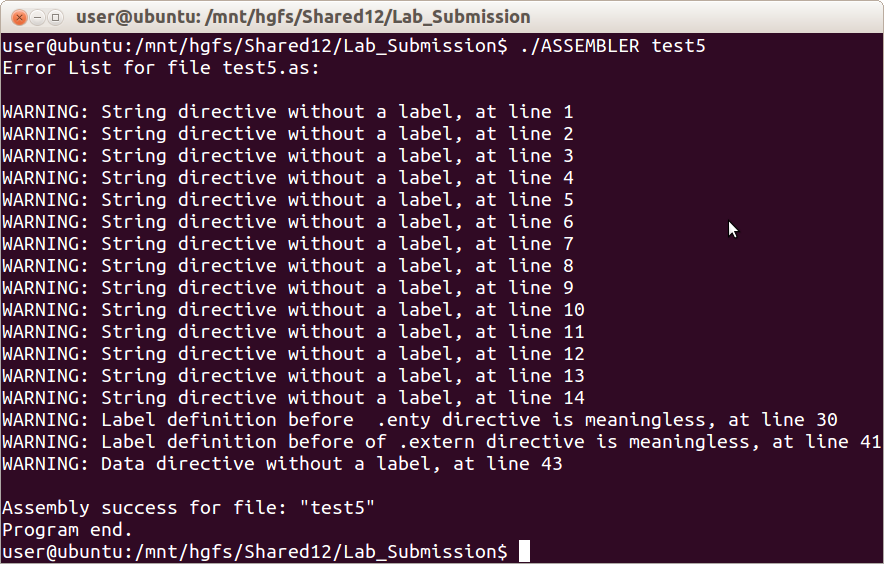 user@ubuntu: /mnt/hgfs/Shared12/Lab_Submission
user@ubuntu:/mnt/hgfs/Shared12/Lab_Submission$ ./ASSEMBLER test5
Error List for file test5.as:
WARNING: String directive without a label, at line 1
WARNING: String directive without a label, at line 2
WARNING: String directive without a label, at line 3
WARNING: String directive without a label, at line 4
WARNING: String directive without a label, at line 5
WARNING: String directive without a label, at line 6
WARNING: String directive without a label, at line 7
WARNING: String directive without a label, at line 8
WARNING: String directive without a label, at line 9
WARNING: String directive without a label, at line 10
WARNING: String directive without a label, at line 11
WARNING: String directive without a label, at line 12
WARNING: String directive without a label, at line 13
WARNING: String directive without a label, at line 14
WARNING: Label definition before  .enty directive is meaningless, at line 30
WARNING: Label definition before of .extern directive is meaningless, at line 41
WARNING: Data directive without a label, at line 43
Assembly success for file: "test5"
Program end.
user@ubuntu:/mnt/hgfs/Shared12/Lab_Submission$